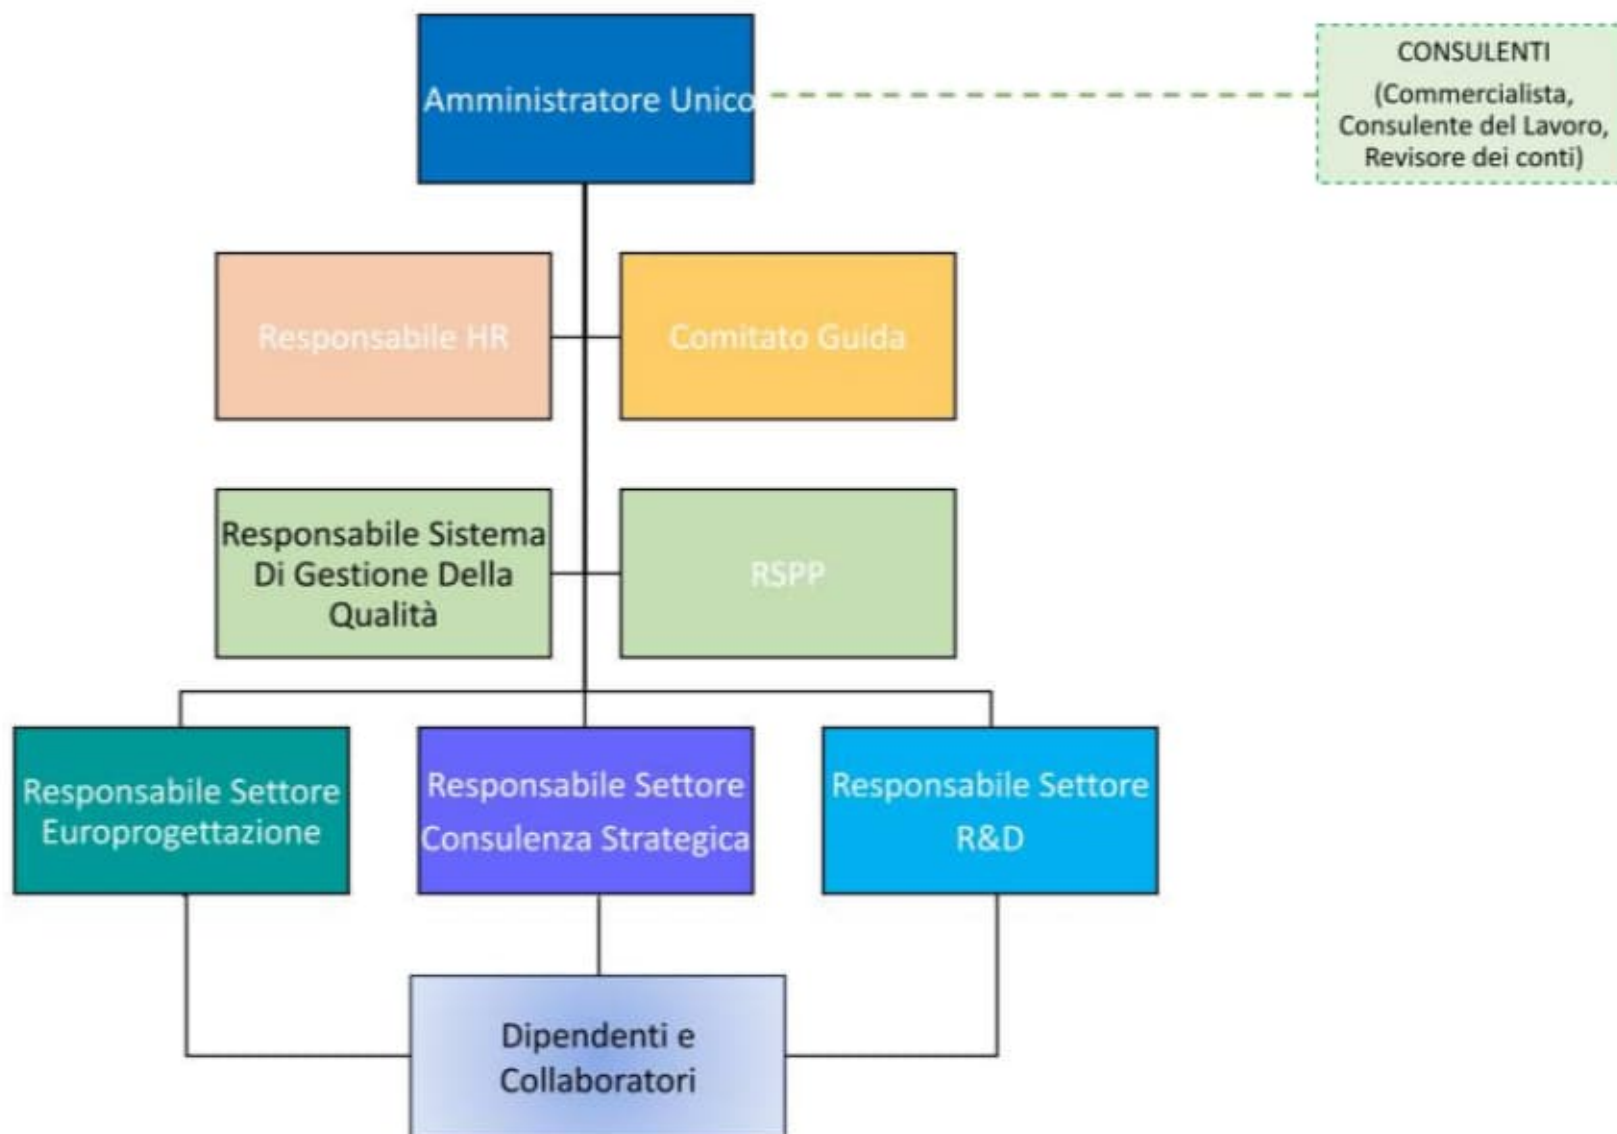 Amministratore Unico
CONSULENTI
(Commercialista,
Consulente del Lavoro,
Revisore dei conti)
Responsabile HR
Comitato Guida
Responsabile Sistema
Di Gestione Della
Qualità
RSPP
Responsabile Settore
Europrogettazione
Responsabile Settore
Consulenza Strategica
Responsabile Settore
R&D
Dipendenti e
Collaboratori